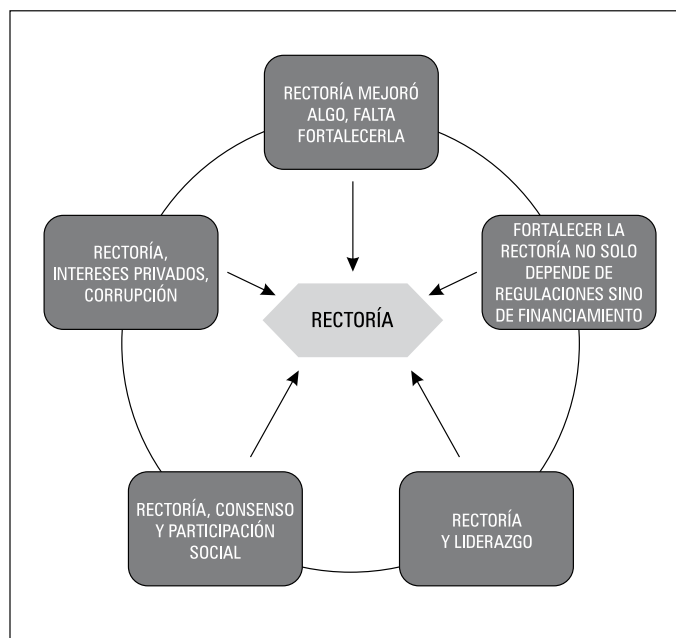 RECTORÍA MEJORÓ
ALGO, FALTA
FORTALECERLA
RECTORÍA,
INTERESES PRIVADOS,
CORRUPCIÓN
FORTALECER LA
RECTORÍA NO SOLO
DEPENDE DE
REGULACIONES SINO
DE FINANCIAMIENTO
RECTORÍA
RECTORÍA, CONSENSO
Y PARTICIPACIÓN
SOCIAL
RECTORÍA
Y LIDERAZGO